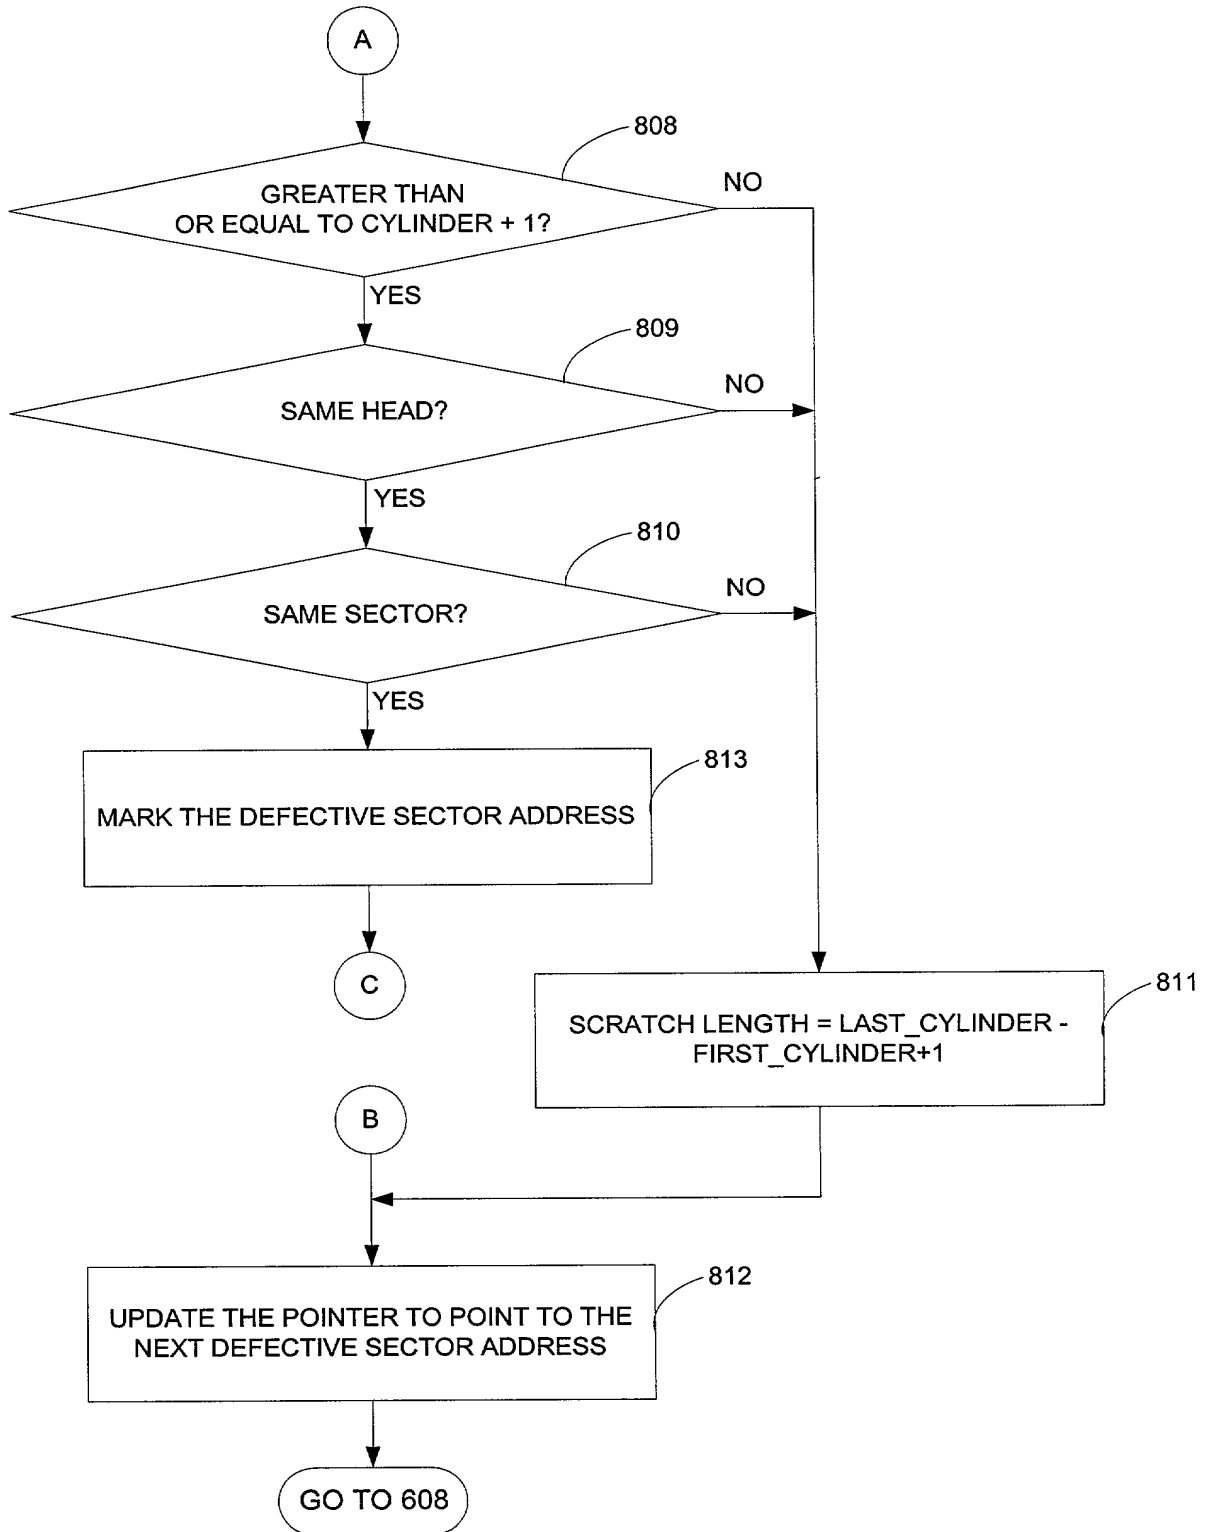 A
808
GREATER THAN
OR EQUAL TO CYLINDER + 1?
NO
YES
809
SAME HEAD?
NO
YES
810
SAME SECTOR?
NO
YES
813
MARK THE DEFECTIVE SECTOR ADDRESS
C
811
SCRATCH LENGTH = LAST_CYLINDER -
FIRST_CYLINDER+1
B
812
UPDATE THE POINTER TO POINT TO THE
NEXT DEFECTIVE SECTOR ADDRESS
GO TO 608